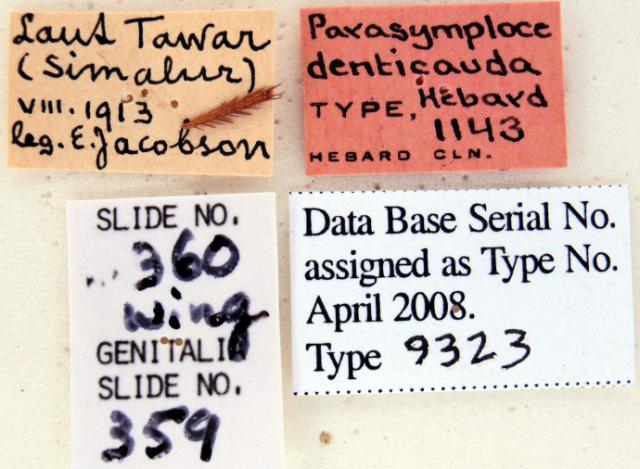 Laut Tawar
(Simalur)
VIII. 1913
leg. E. Jacobson
Parasymploce
denticauda
TYPE, Hebard
1143
HEBARD CLN.
SLIDE NO.
360
wing
GENITALIA
SLIDE NO.
359
Data Base Serial No.
assigned as Type No.
April 2008.
Type 9323